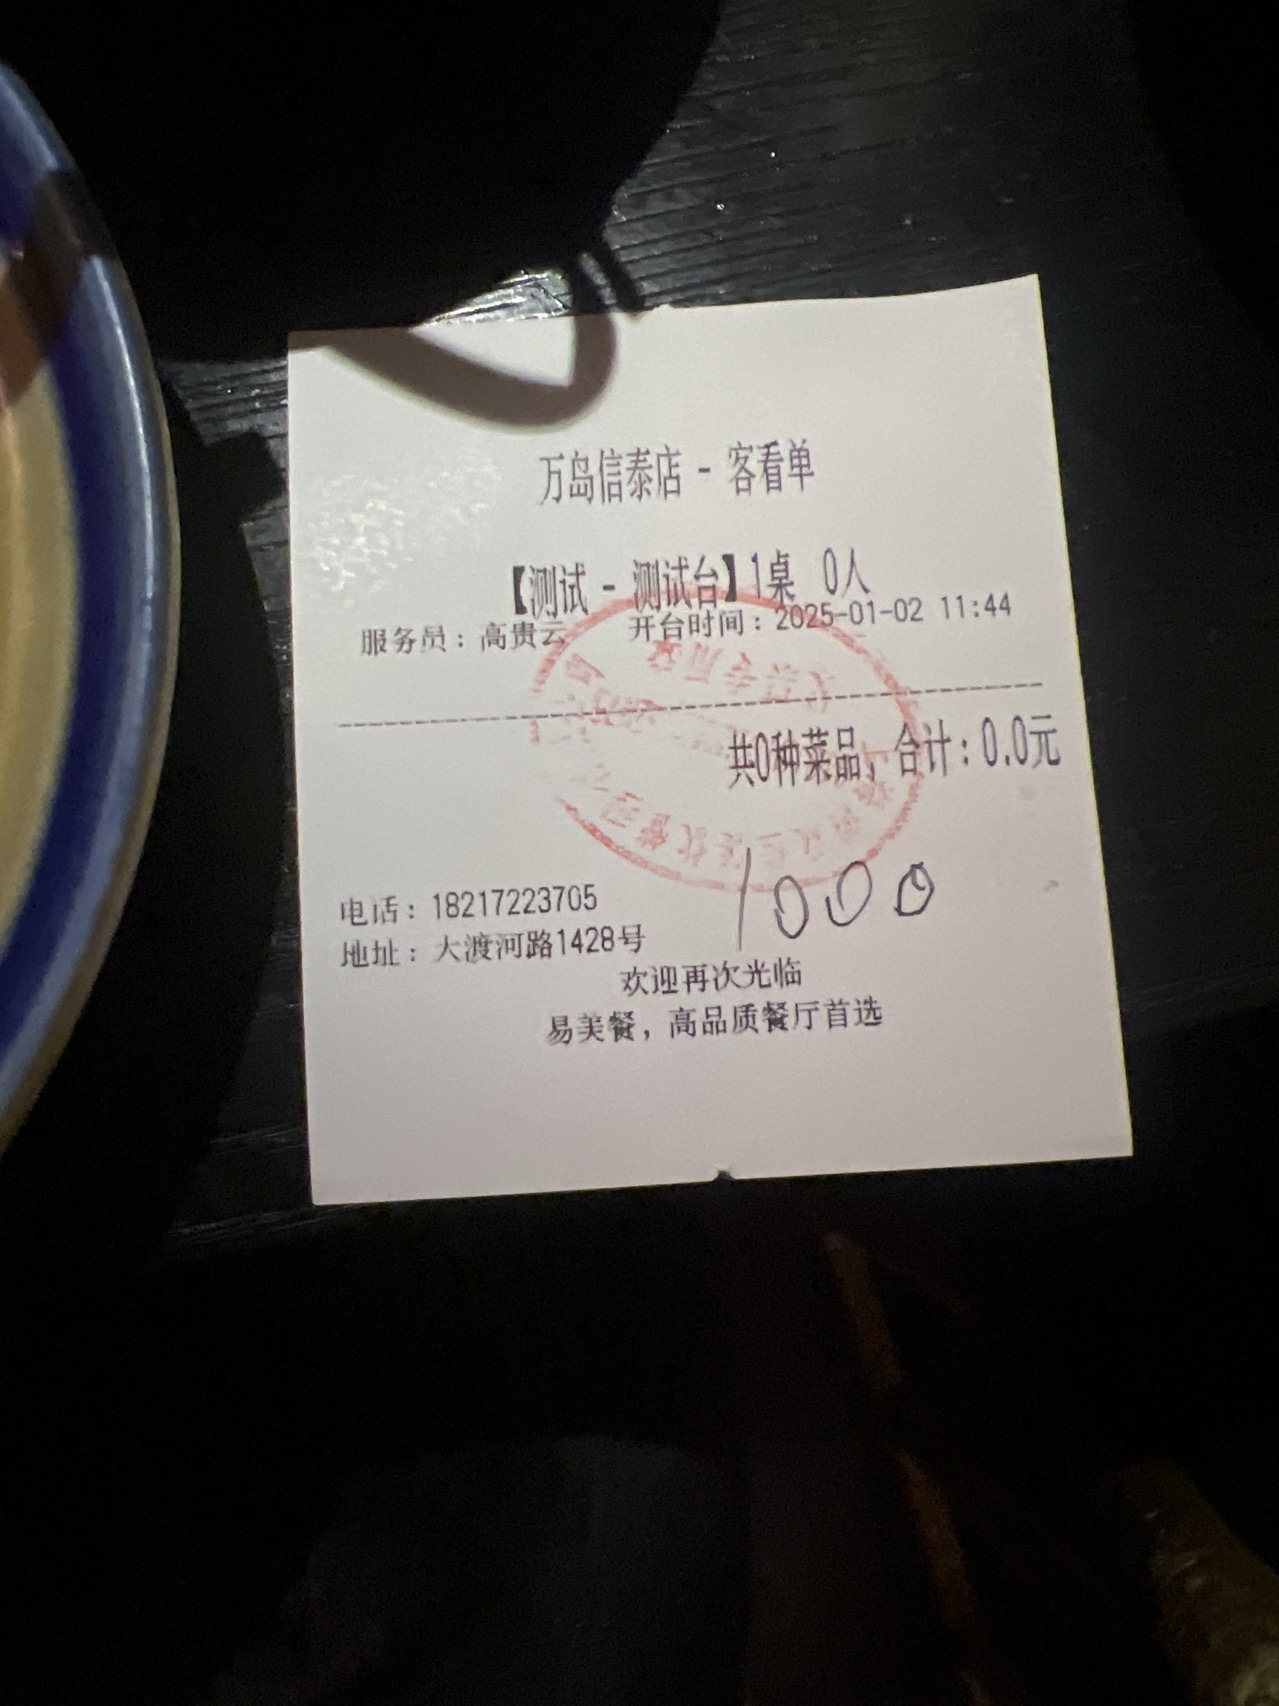 万岛信泰店 - 客看单
【测试 - 测试台】1桌 0人
服务员：高贵云 开台时间：2025-01-02 11:44
共0种菜品，合计：0.0元
1000
电话：18217223705
地址：大渡河路1428号
欢迎再次光临
易美餐，高品质餐厅首选